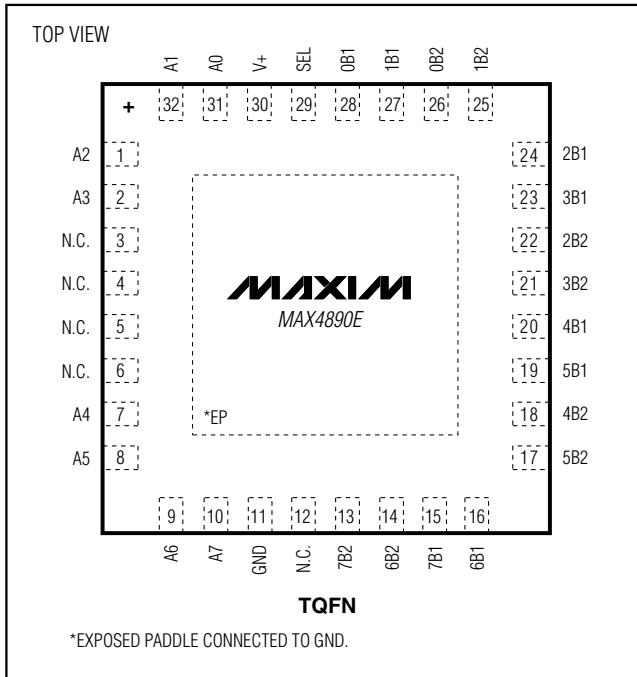 TOP VIEW
A1 A0 V+ SEL 0B1 1B1 0B2 1B2
+ 32 31 30 29 28 27 26 25
A2 1 24 2B1
A3 2 23 3B1
N.C. 3 22 2B2
N.C. 4 21 3B2
N.C. 5 20 4B1
N.C. 6 19 5B1
A4 7 18 4B2
A5 8 17 5B2
MAXIM
MAX4890E
*EP
9 10 11 12 13 14 15 16
A6 A7 GND N.C. 7B2 6B2 7B1 6B1
TQFN
*EXPOSED PADDLE CONNECTED TO GND.